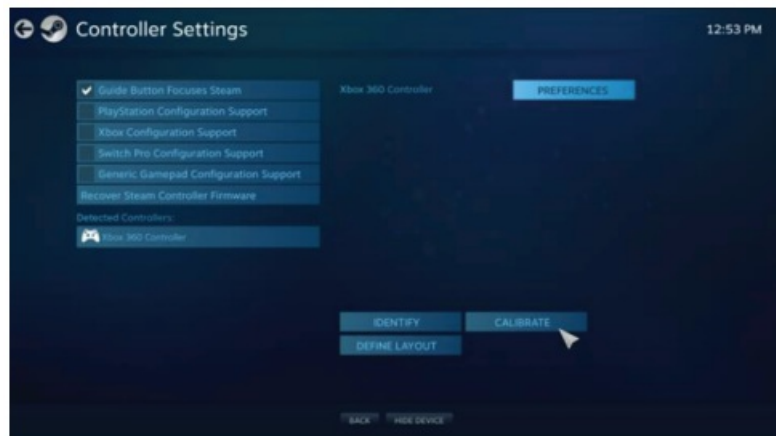 Controller Settings
12:53 PM
Guide Button Focuses Steam
PlayStation Configuration Support
Xbox Configuration Support
Switch Pro Configuration Support
Generic Gamepad Configuration Support
Recover Steam Controller Firmware
Detected Controllers:
Xbox 360 Controller
Xbox 360 Controller
PREFERENCES
IDENTIFY
CALIBRATE
DEFINE LAYOUT
BACK
HIDE DEVICE